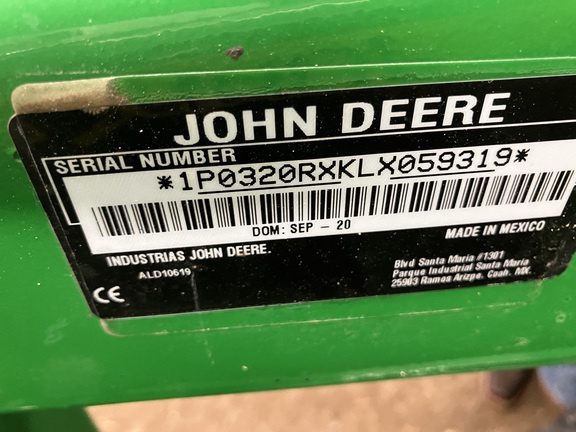 JOHN DEERE
SERIAL NUMBER
*1P0320RXKLX059319*
DOM: SEP - 20
MADE IN MEXICO
INDUSTRIAS JOHN DEERE.
ALD10619
Blvd Santa Maria #1301
Parque Industrial Santa Maria
25903 Ramos Arizpe, Coah. MX.
CE